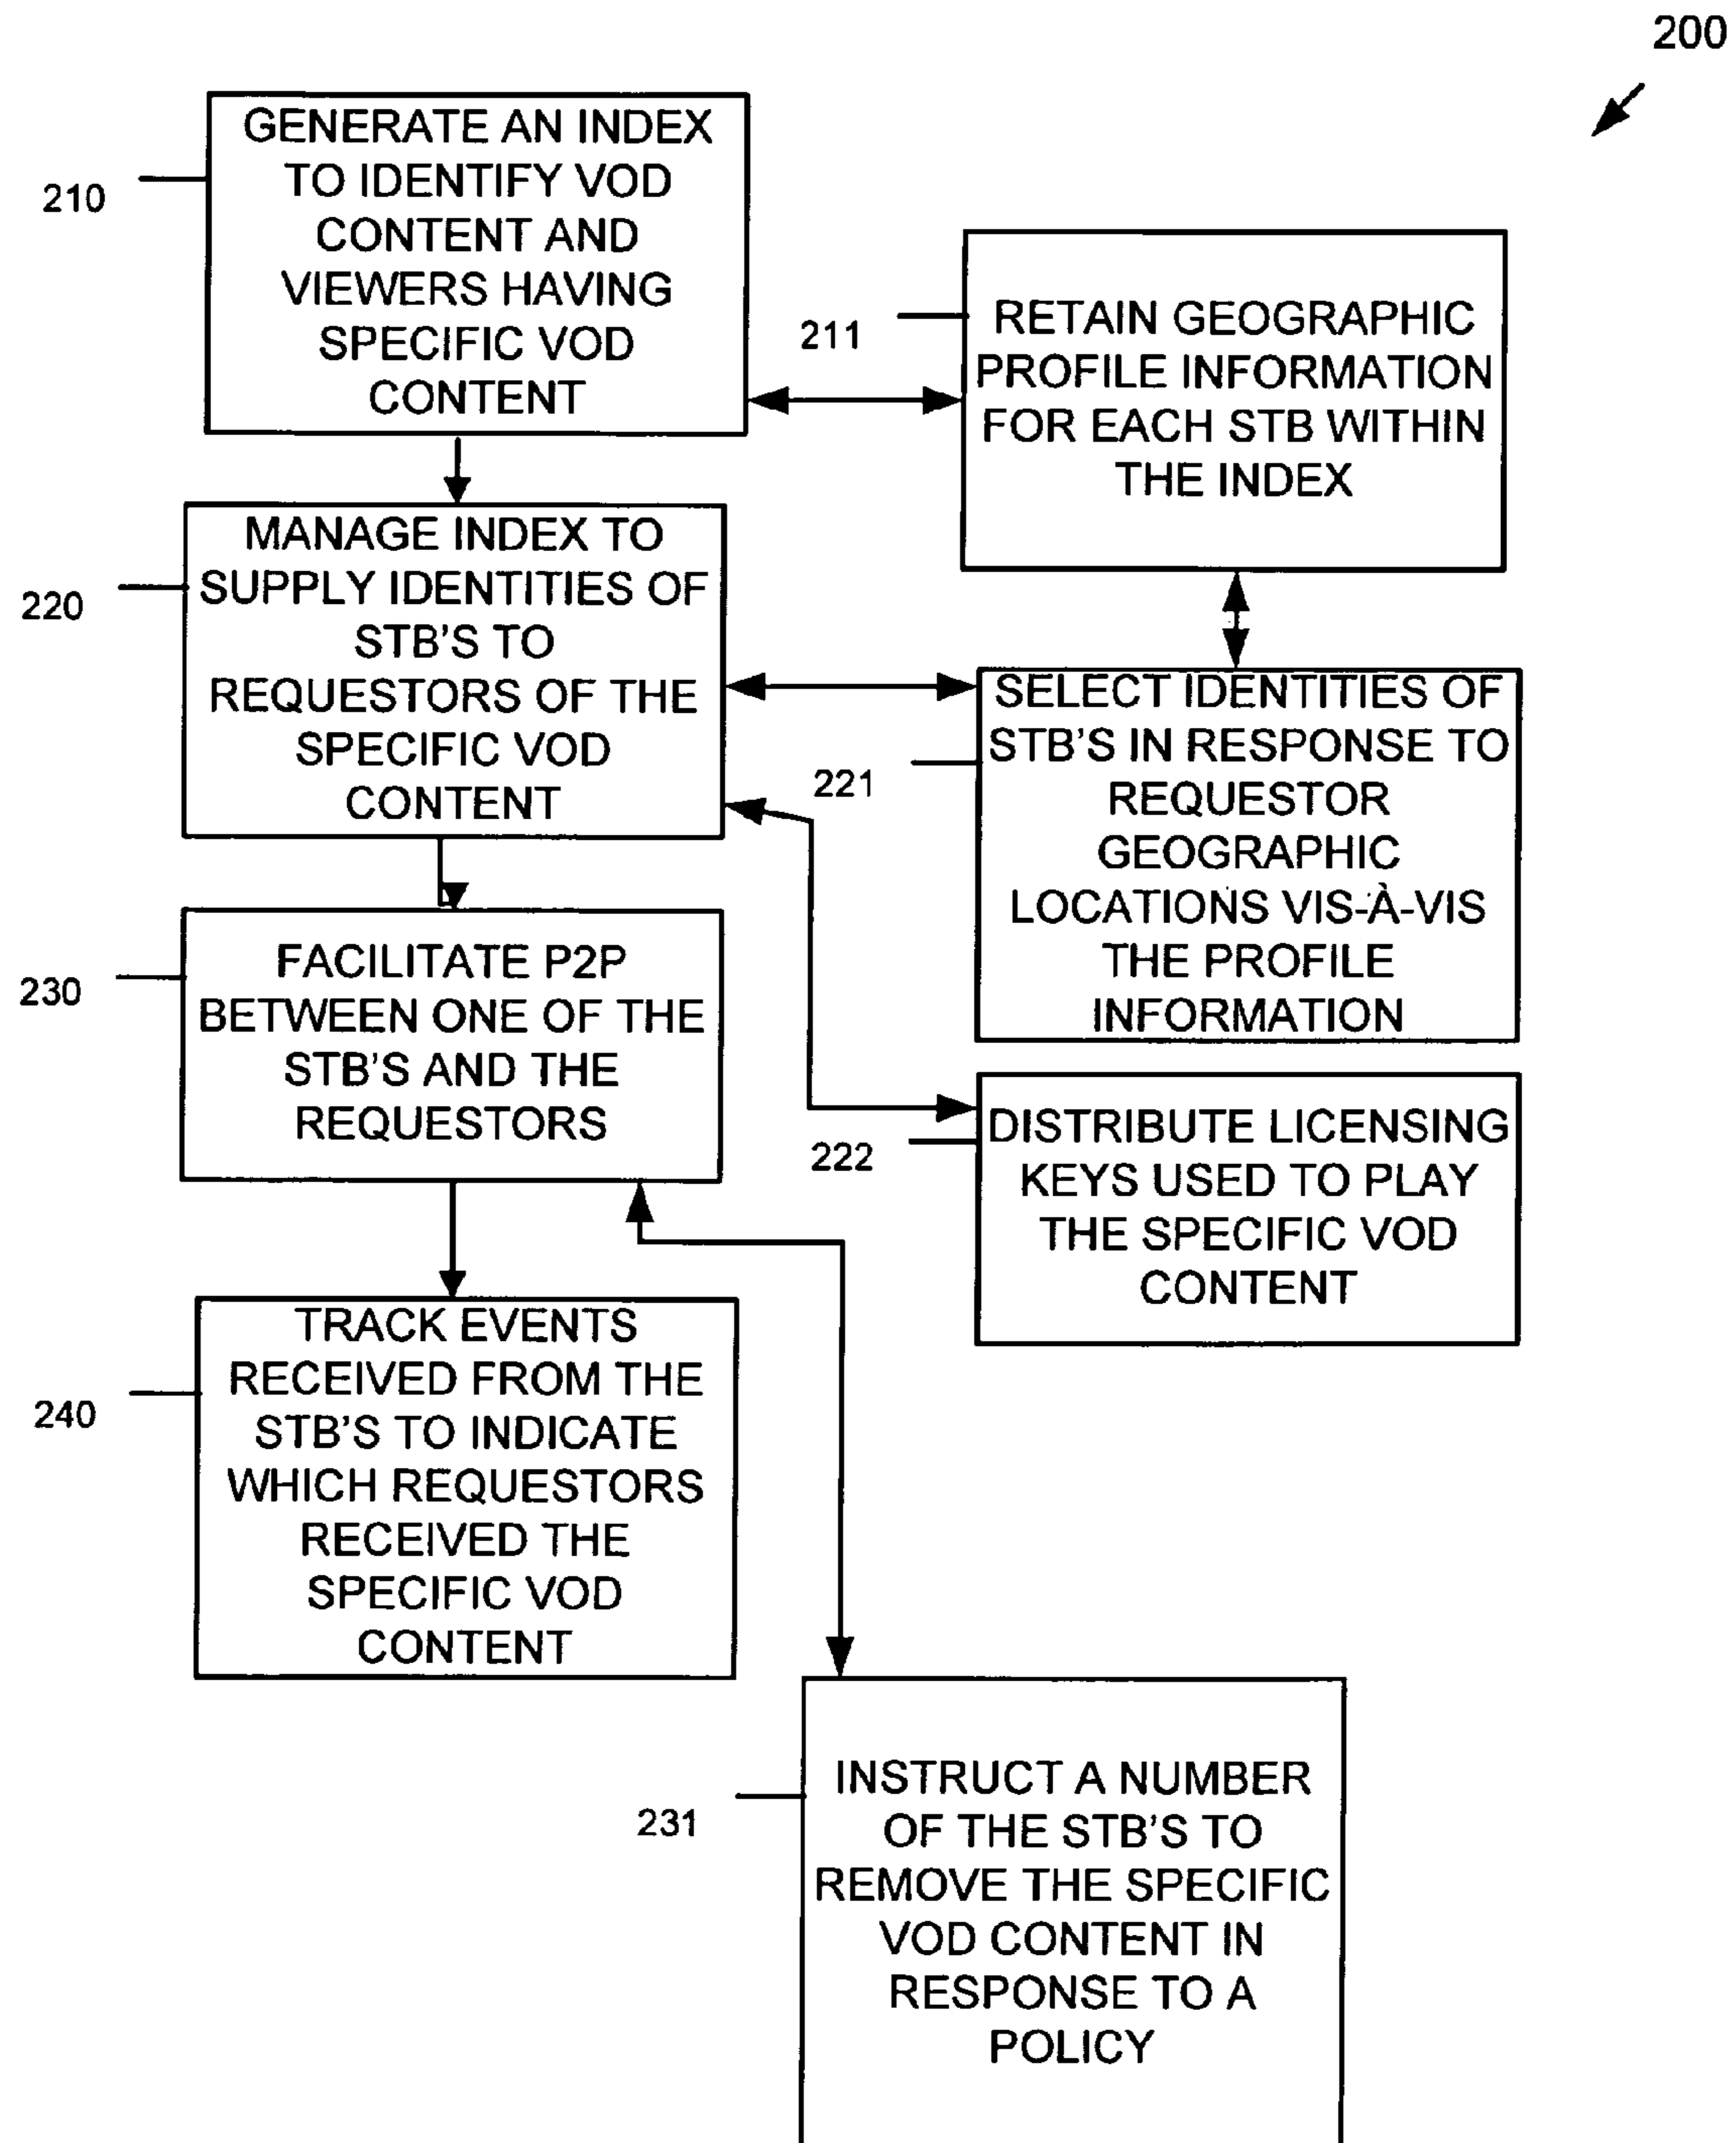 200
210
GENERATE AN INDEX
TO IDENTIFY VOD
CONTENT AND
VIEWERS HAVING
SPECIFIC VOD
CONTENT
211
RETAIN GEOGRAPHIC
PROFILE INFORMATION
FOR EACH STB WITHIN
THE INDEX
220
MANAGE INDEX TO
SUPPLY IDENTITIES OF
STB'S TO
REQUESTORS OF THE
SPECIFIC VOD
CONTENT
221
SELECT IDENTITIES OF
STB'S IN RESPONSE TO
REQUESTOR
GEOGRAPHIC
LOCATIONS VIS-À-VIS
THE PROFILE
INFORMATION
230
FACILITATE P2P
BETWEEN ONE OF THE
STB'S AND THE
REQUESTORS
222
DISTRIBUTE LICENSING
KEYS USED TO PLAY
THE SPECIFIC VOD
CONTENT
240
TRACK EVENTS
RECEIVED FROM THE
STB'S TO INDICATE
WHICH REQUESTORS
RECEIVED THE
SPECIFIC VOD
CONTENT
231
INSTRUCT A NUMBER
OF THE STB'S TO
REMOVE THE SPECIFIC
VOD CONTENT IN
RESPONSE TO A
POLICY